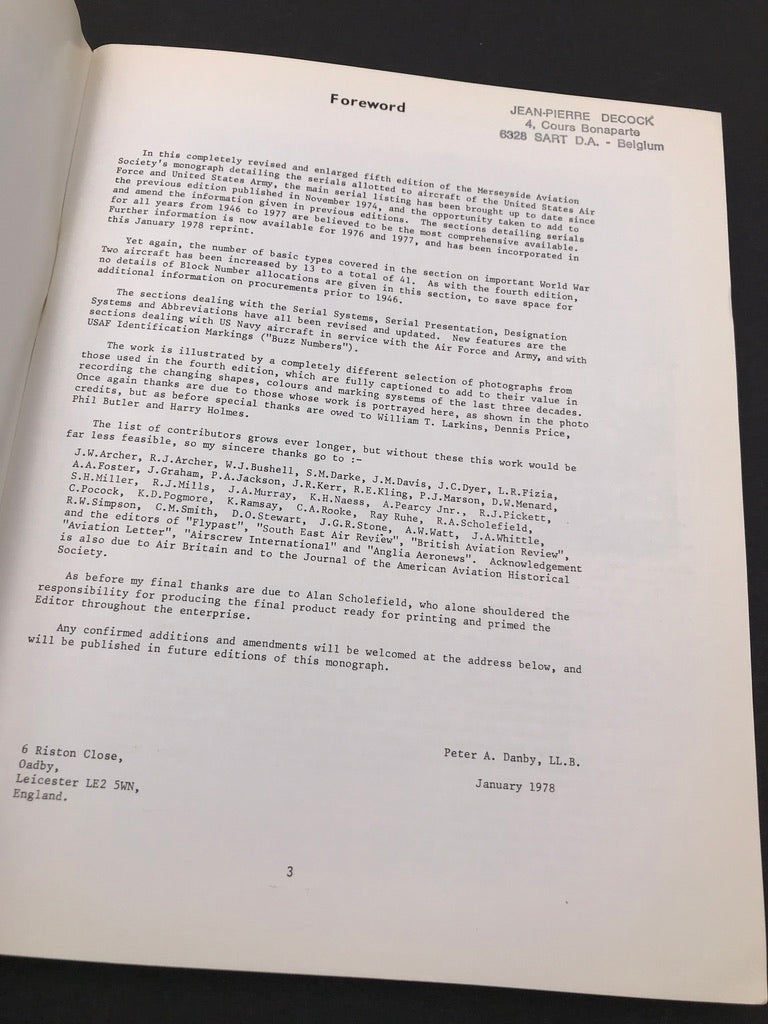 Foreword
JEAN-PIERRE DECOCK
4, Cours Bonaparte
6328 SART D.A. - Belgium
In this completely revised and enlarged fifth edition of the Merseyside Aviation
Society's monograph detailing the serials allotted to aircraft of the United States Air
Force and United States Army, the main serial listing has been brought up to date since
the previous edition published in November 1974, and the opportunity taken to add to
and amend the information given in previous editions. The sections detailing serials
for all years from 1946 to 1977 are believed to be the most comprehensive available.
Further information is now available for 1976 and 1977, and has been incorporated in
this January 1978 reprint.
Yet again, the number of basic types covered in the section on important World War
Two aircraft has been increased by 13 to a total of 41. As with the fourth edition,
no details of Block Number allocations are given in this section, to save space for
additional information on procurements prior to 1946.
The sections dealing with the Serial Systems, Serial Presentation, Designation
Systems and Abbreviations have all been revised and updated. New features are the
sections dealing with US Navy aircraft in service with the Air Force and Army, and with
USAF Identification Markings ("Buzz Numbers").
The work is illustrated by a completely different selection of photographs from
those used in the fourth edition, which are fully captioned to add to their value in
recording the changing shapes, colours and marking systems of the last three decades.
Once again thanks are due to those whose work is portrayed here, as shown in the photo
credits, but as before special thanks are owed to William T. Larkins, Dennis Price,
Phil Butler and Harry Holmes.
The list of contributors grows ever longer, but without these this work would be
far less feasible, so my sincere thanks go to :-
J.W.Archer, R.J.Archer, W.J.Bushell, S.M.Darke, J.M.Davis, J.C.Dyer, L.R.Fizia,
A.A.Foster, J.Graham, P.A.Jackson, J.R.Kerr, R.E.Kling, P.J.Marson, D.W.Menard,
S.H.Miller, R.J.Mills, J.A.Murray, K.H.Naess, A.Pearcy Jnr., R.J.Pickett,
C.Pocock, K.D.Pogmore, K.Ramsay, C.A.Rooke, Ray Ruhe, R.A.Scholefield,
R.W.Simpson, C.M.Smith, D.O.Stewart, J.G.R.Stone, A.W.Watt, J.A.Whittle,
and the editors of "Flypast", "South East Air Review", "British Aviation Review",
"Aviation Letter", "Airscrew International" and "Anglia Aeronews". Acknowledgement
is also due to Air Britain and to the Journal of the American Aviation Historical
Society.
As before my final thanks are due to Alan Scholefield, who alone shouldered the
responsibility for producing the final product ready for printing and primed the
Editor throughout the enterprise.
Any confirmed additions and amendments will be welcomed at the address below, and
will be published in future editions of this monograph.
6 Riston Close,
Oadby,
Leicester LE2 5WN,
England.
Peter A. Danby, LL.B.
January 1978
3